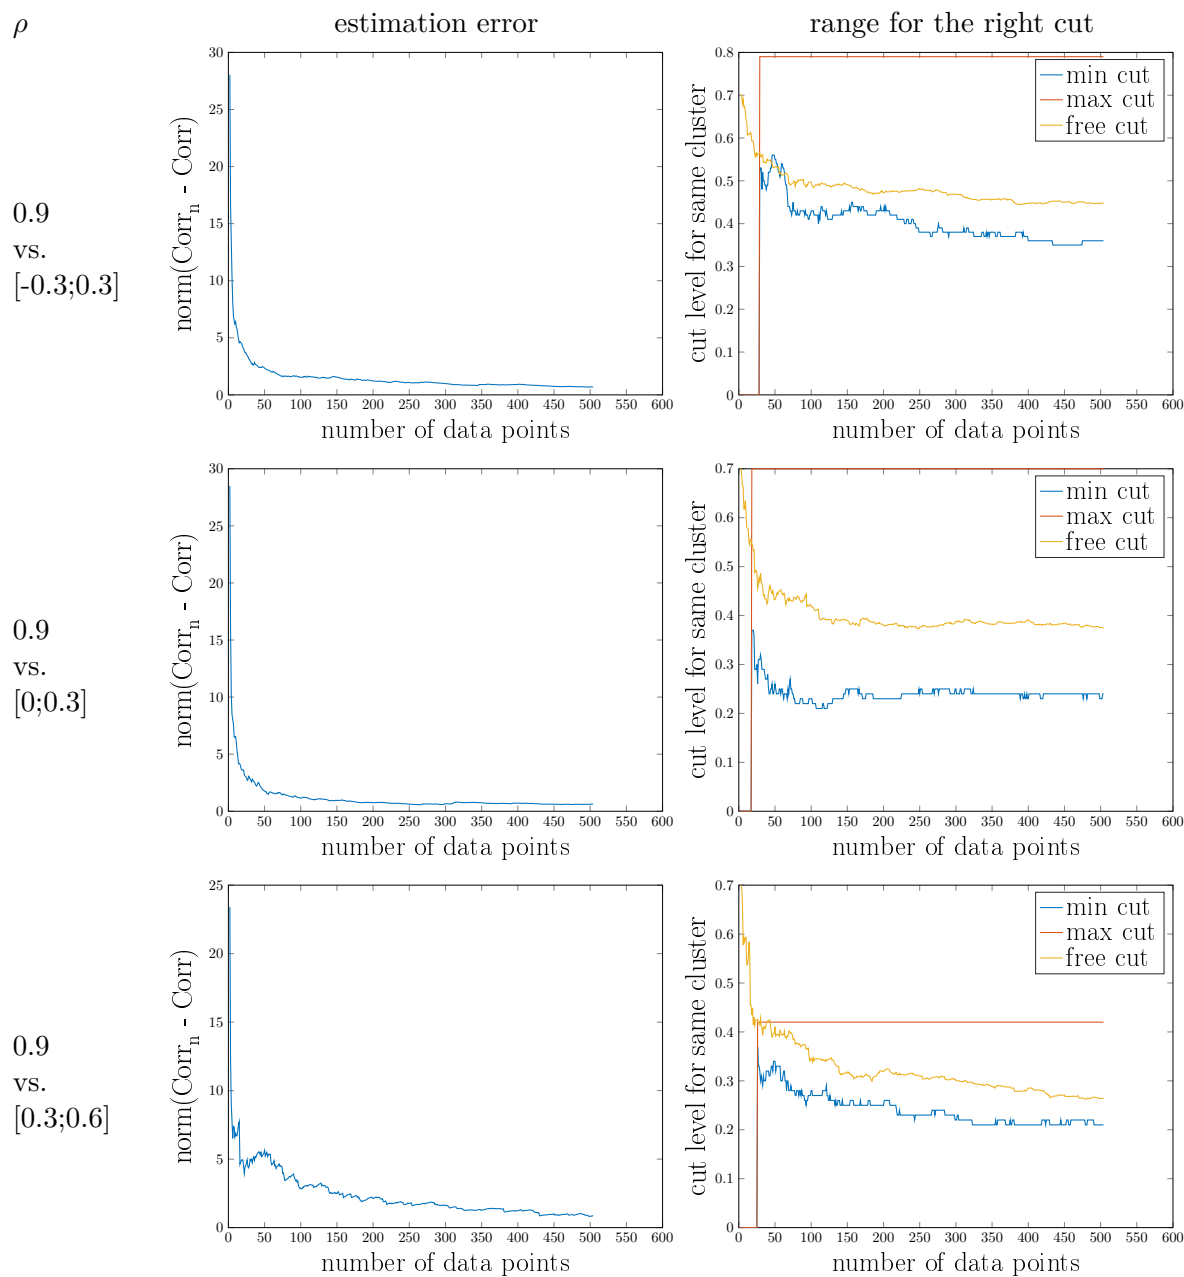 ρ estimation error range for the right cut
30
25
20
15
10
5
0
norm(Corr_n - Corr)
0 50 100 150 200 250 300 350 400 450 500 550 600
number of data points
0.8
0.7
0.6
0.5
0.4
0.3
0.2
0.1
0
cut level for same cluster
min cut
max cut
free cut
0 50 100 150 200 250 300 350 400 450 500 550 600
number of data points
0.9
vs.
[-0.3;0.3]
30
25
20
15
10
5
0
norm(Corr_n - Corr)
0 50 100 150 200 250 300 350 400 450 500 550 600
number of data points
0.7
0.6
0.5
0.4
0.3
0.2
0.1
0
cut level for same cluster
min cut
max cut
free cut
0 50 100 150 200 250 300 350 400 450 500 550 600
number of data points
0.9
vs.
[0;0.3]
25
20
15
10
5
0
norm(Corr_n - Corr)
0 50 100 150 200 250 300 350 400 450 500 550 600
number of data points
0.7
0.6
0.5
0.4
0.3
0.2
0.1
0
cut level for same cluster
min cut
max cut
free cut
0 50 100 150 200 250 300 350 400 450 500 550 600
number of data points
0.9
vs.
[0.3;0.6]